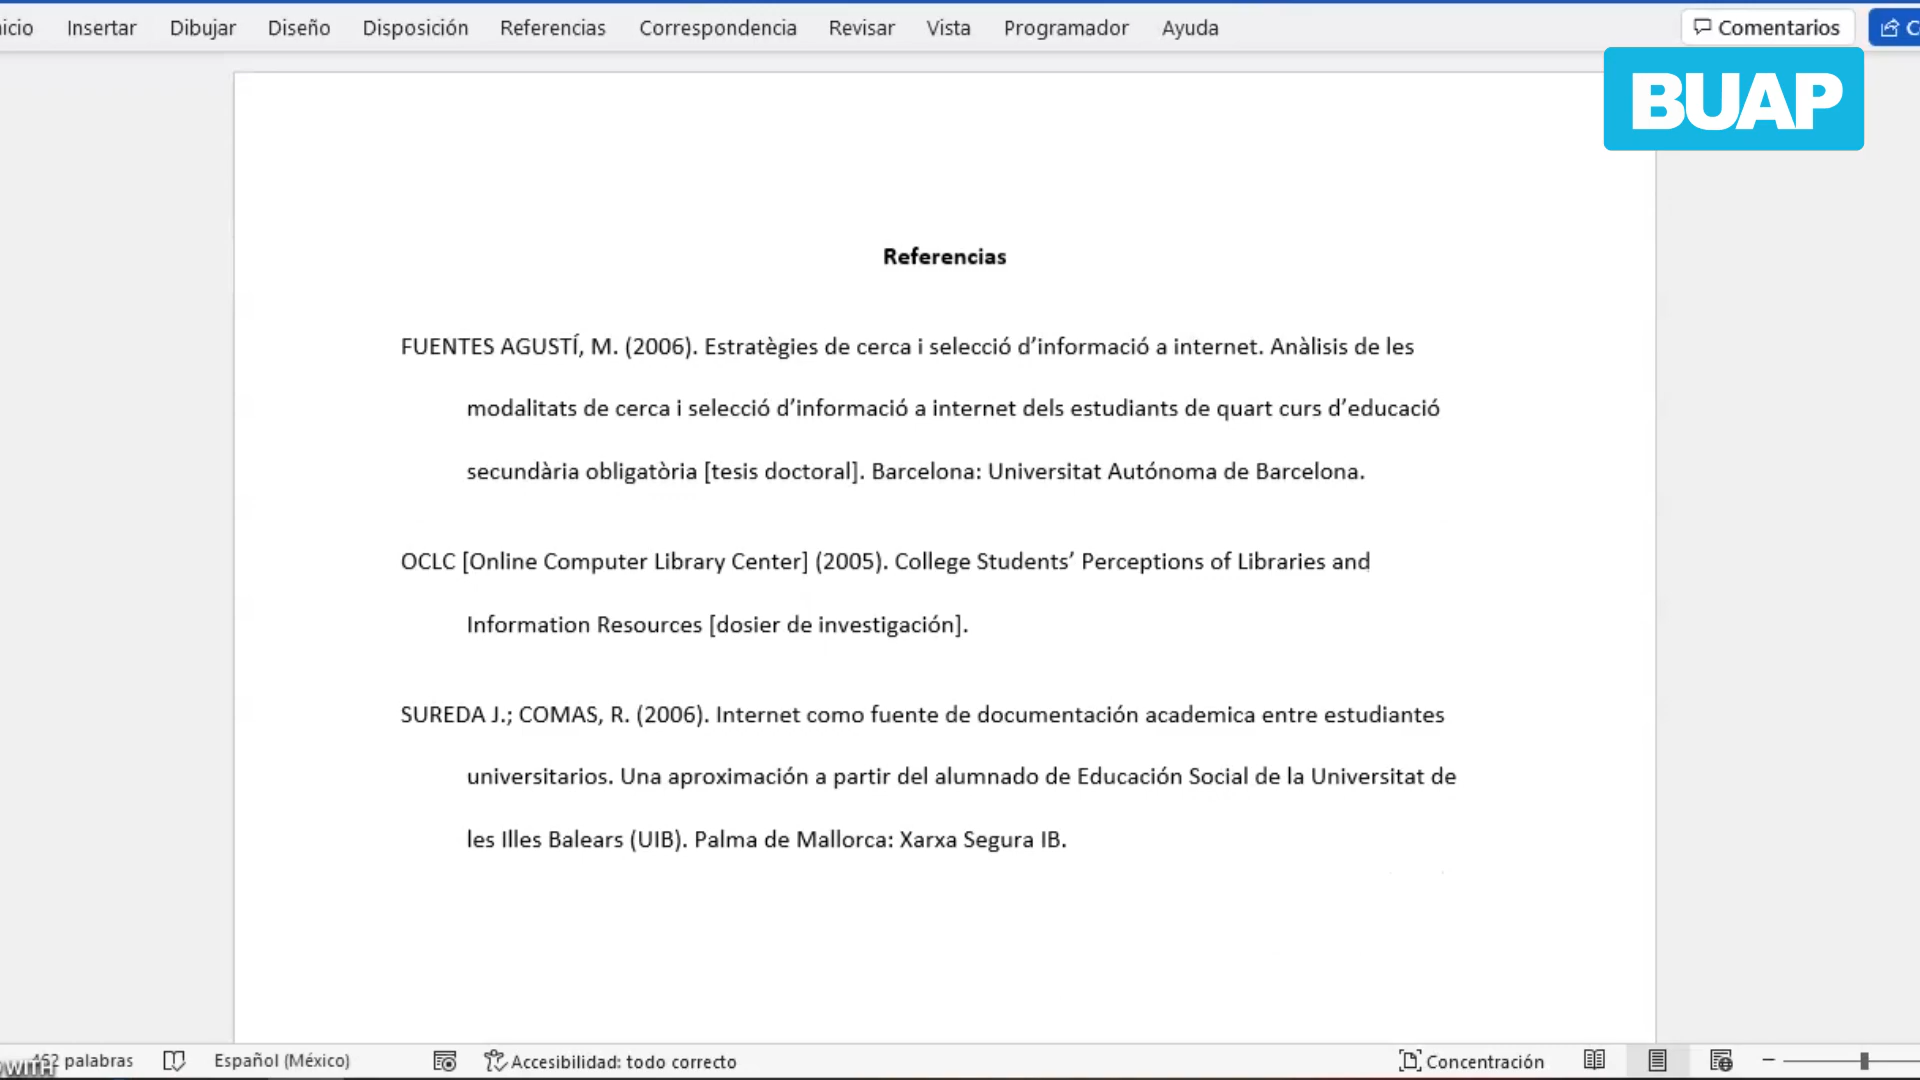 Insertar Dibujar Diseño Disposición Referencias Correspondencia Revisar Vista Programador Ayuda Comentarios
BUAP
Referencias
FUENTES AGUSTÍ, M. (2006). Estratègies de cerca i selecció d’informació a internet. Anàlisis de les
modalitats de cerca i selecció d’informació a internet dels estudiants de quart curs d’educació
secundària obligatòria [tesis doctoral]. Barcelona: Universitat Autónoma de Barcelona.
OCLC [Online Computer Library Center] (2005). College Students’ Perceptions of Libraries and
Information Resources [dosier de investigación].
SUREDA J.; COMAS, R. (2006). Internet como fuente de documentación academica entre estudiantes
universitarios. Una aproximación a partir del alumnado de Educación Social de la Universitat de
les Illes Balears (UIB). Palma de Mallorca: Xarxa Segura IB.
palabras Español (México) Accesibilidad: todo correcto Concentración
WITH